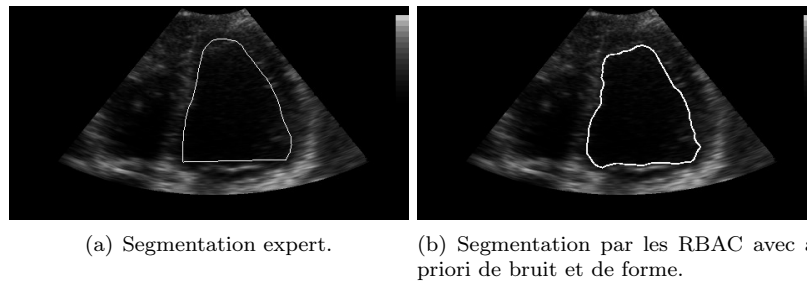 (a) Segmentation expert.
(b) Segmentation par les RBAC avec a
priori de bruit et de forme.